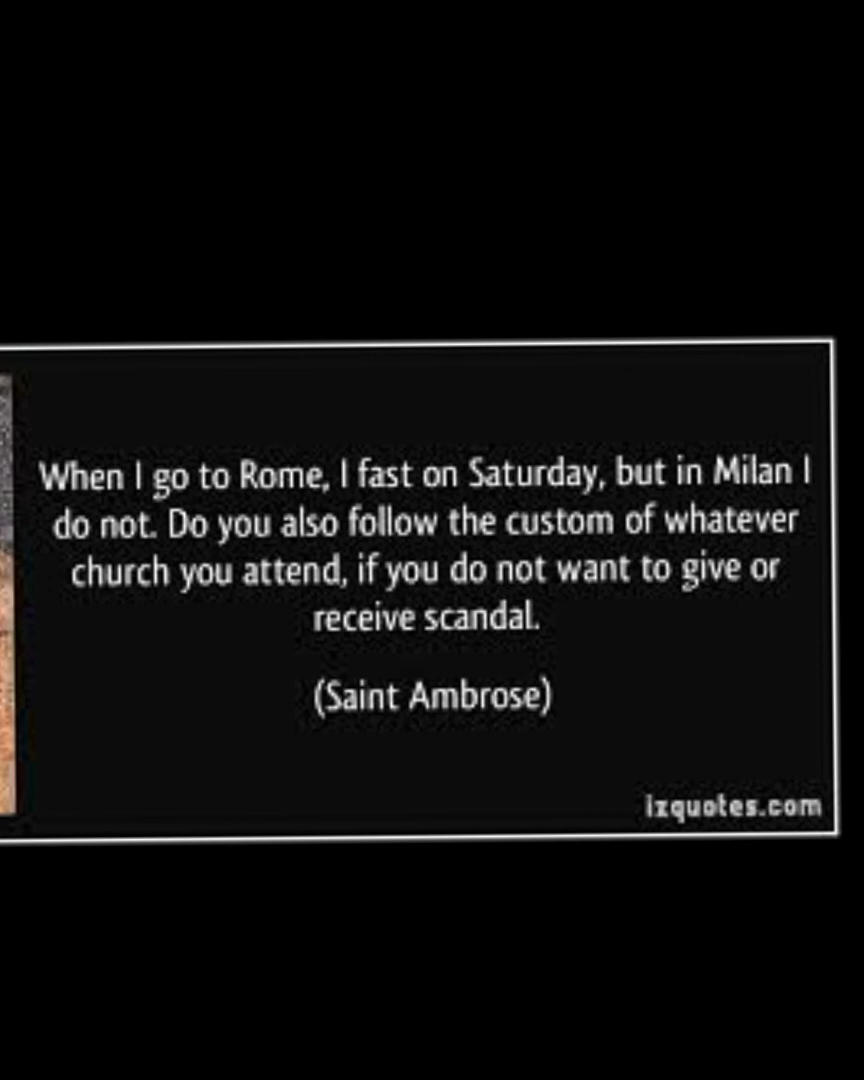 When I go to Rome, I fast on Saturday, but in Milan I
do not. Do you also follow the custom of whatever
church you attend, if you do not want to give or
receive scandal.
(Saint Ambrose)
izquotes.com